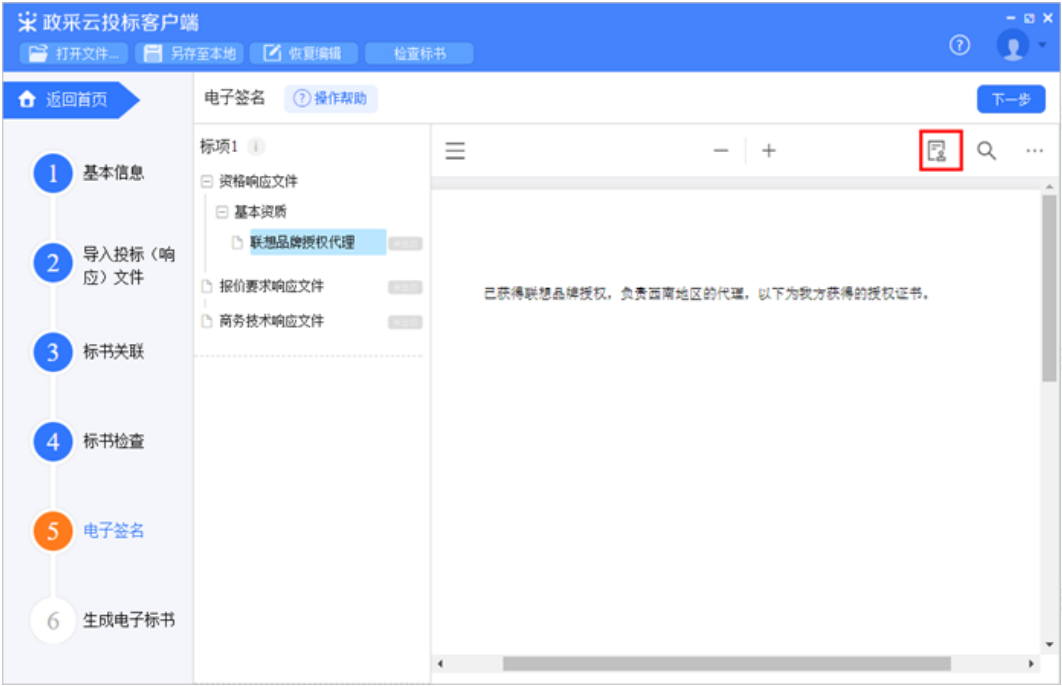 政采云投标客户端
打开文件...
另存至本地
恢复编辑
检查标书
返回首页
电子签名
操作帮助
下一步
1
基本信息
2
导入投标（响
应）文件
3
标书关联
4
标书检查
5
电子签名
6
生成电子标书
标项1
资格响应文件
基本资质
联想品牌授权代理
报价要求响应文件
商务技术响应文件
已获得联想品牌授权，负责西南地区的代理，以下为我方获得的授权证书。